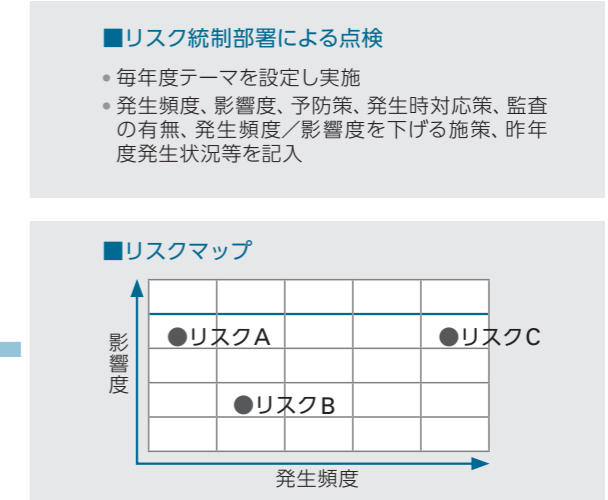 ■リスク統制部署による点検
• 毎年度テーマを設定し実施
• 発生頻度、影響度、予防策、発生時対応策、監査
の有無、発生頻度／影響度を下げる施策、昨年
度発生状況等を記入
■リスクマップ
影響度
●リスクA
●リスクC
●リスクB
発生頻度